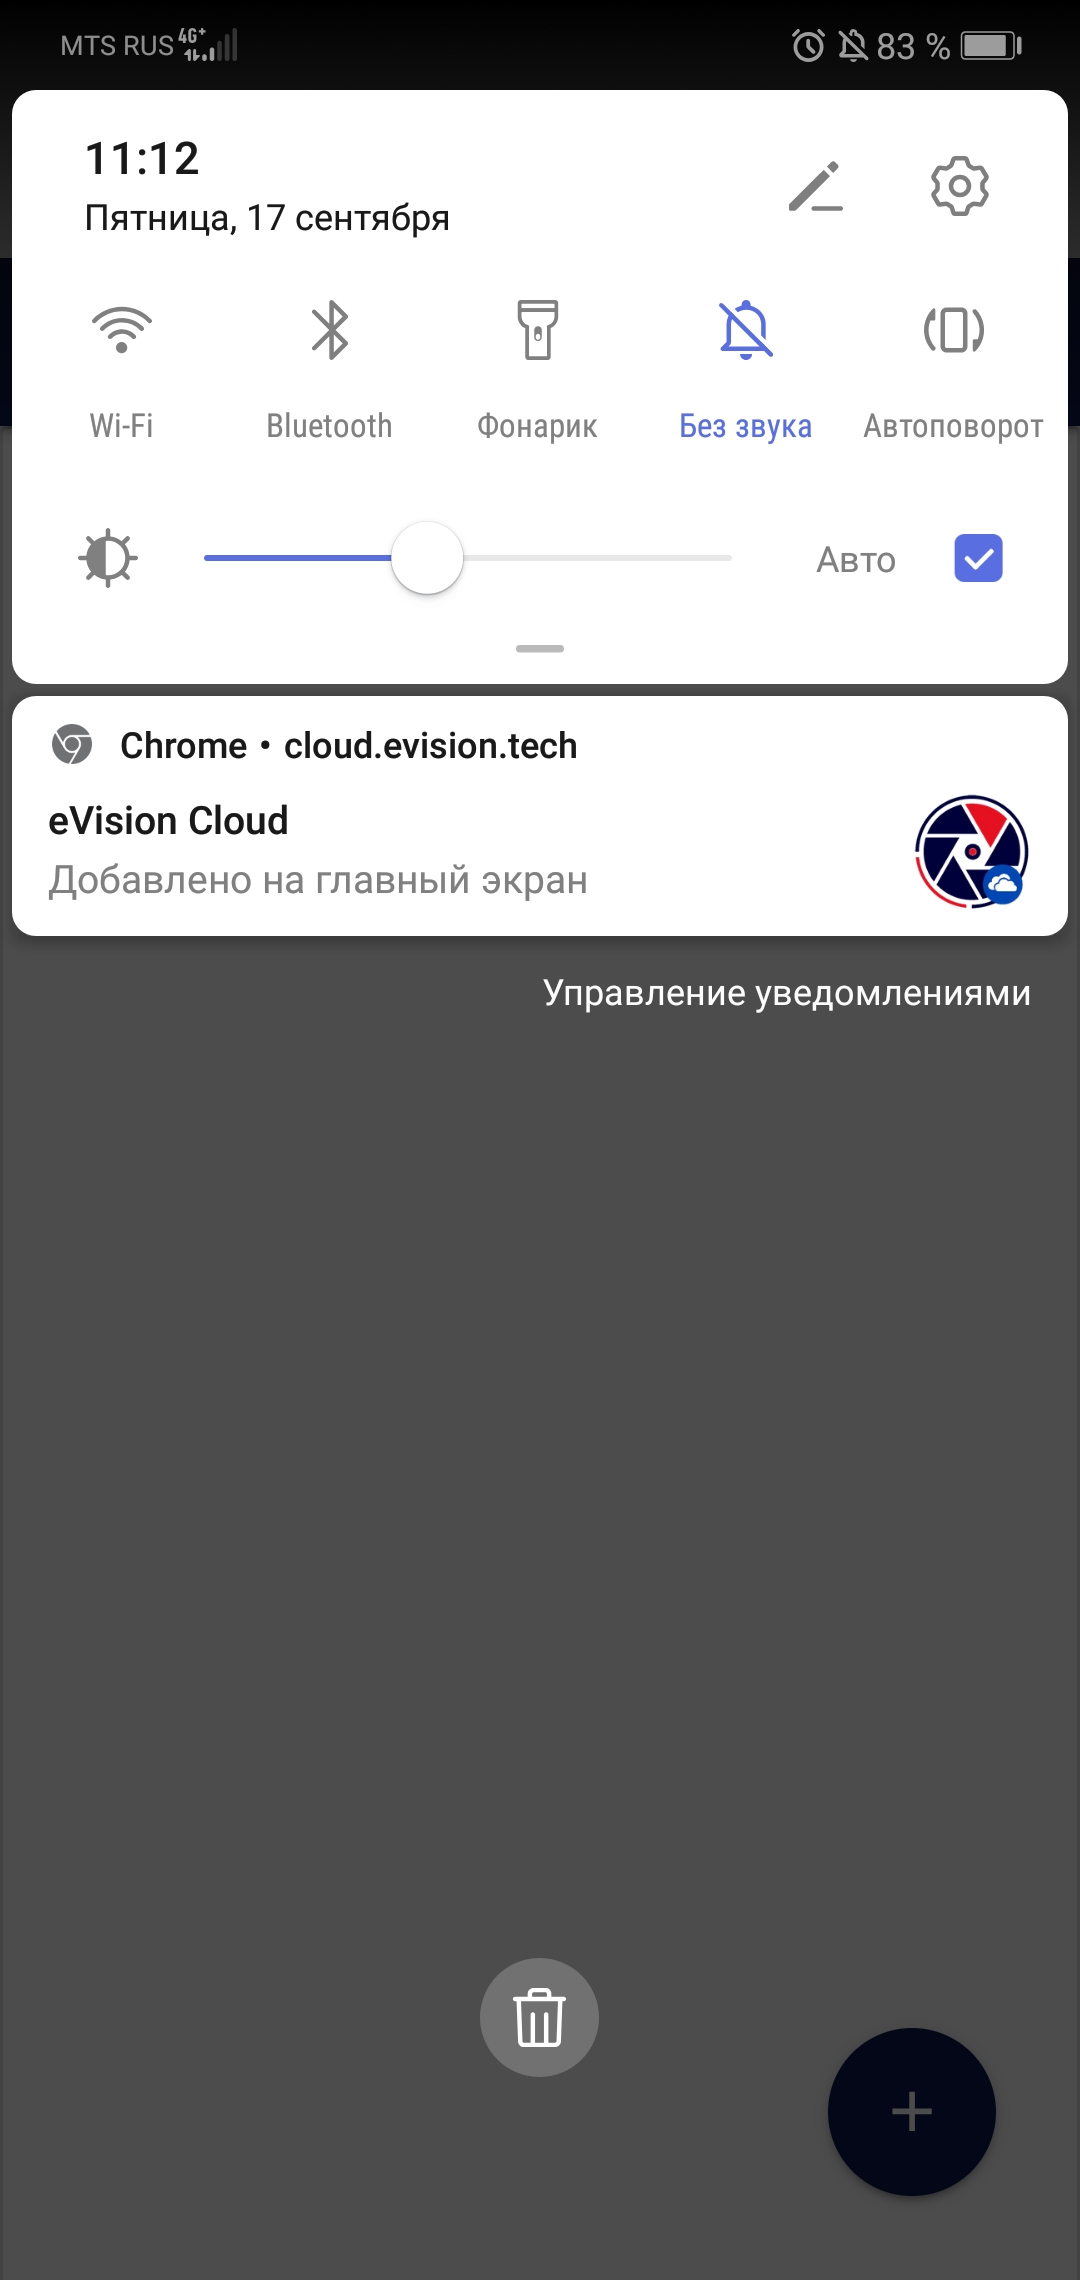 MTS RUS 4G+ 83 %
11:12
Пятница, 17 сентября
Wi-Fi Bluetooth Фонарик Без звука Автоповорот
Авто
Chrome • cloud.evision.tech
eVision Cloud
Добавлено на главный экран
Управление уведомлениями